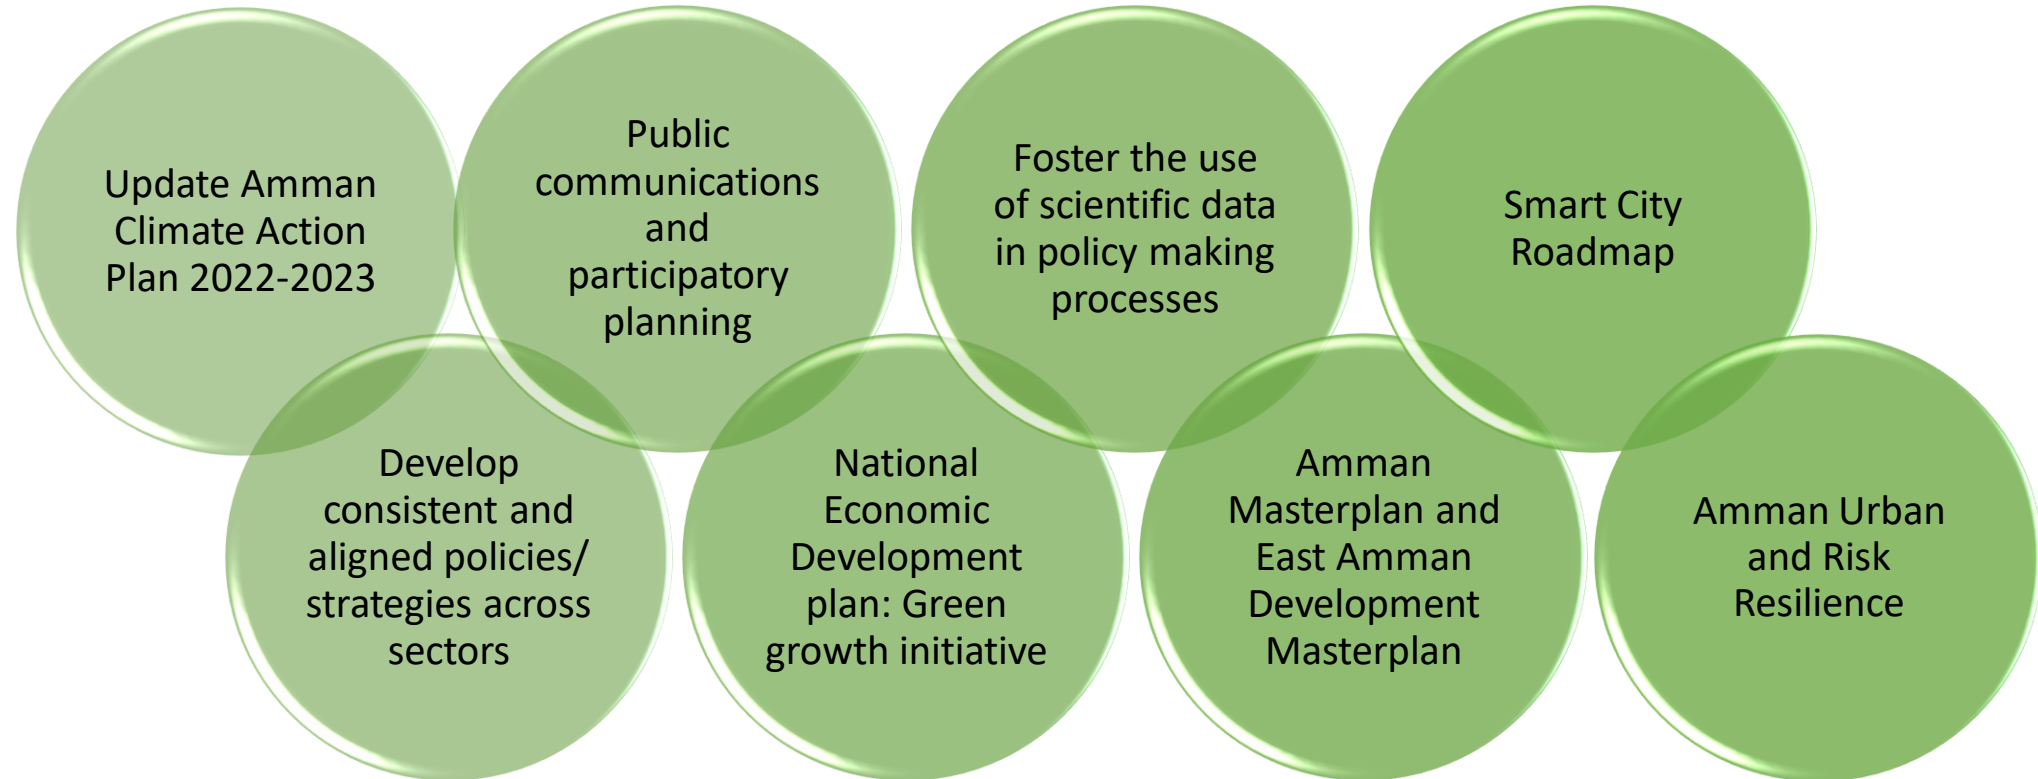 Update Amman
Climate Action
Plan 2022-2023
Develop
consistent and
aligned policies/
strategies across
sectors
Public
communications
and
participatory
planning
National
Economic
Development
plan: Green
growth initiative
Foster the use
of scientific data
in policy making
processes
Amman
Masterplan and
East Amman
Development
Masterplan
Smart City
Roadmap
Amman Urban
and Risk
Resilience